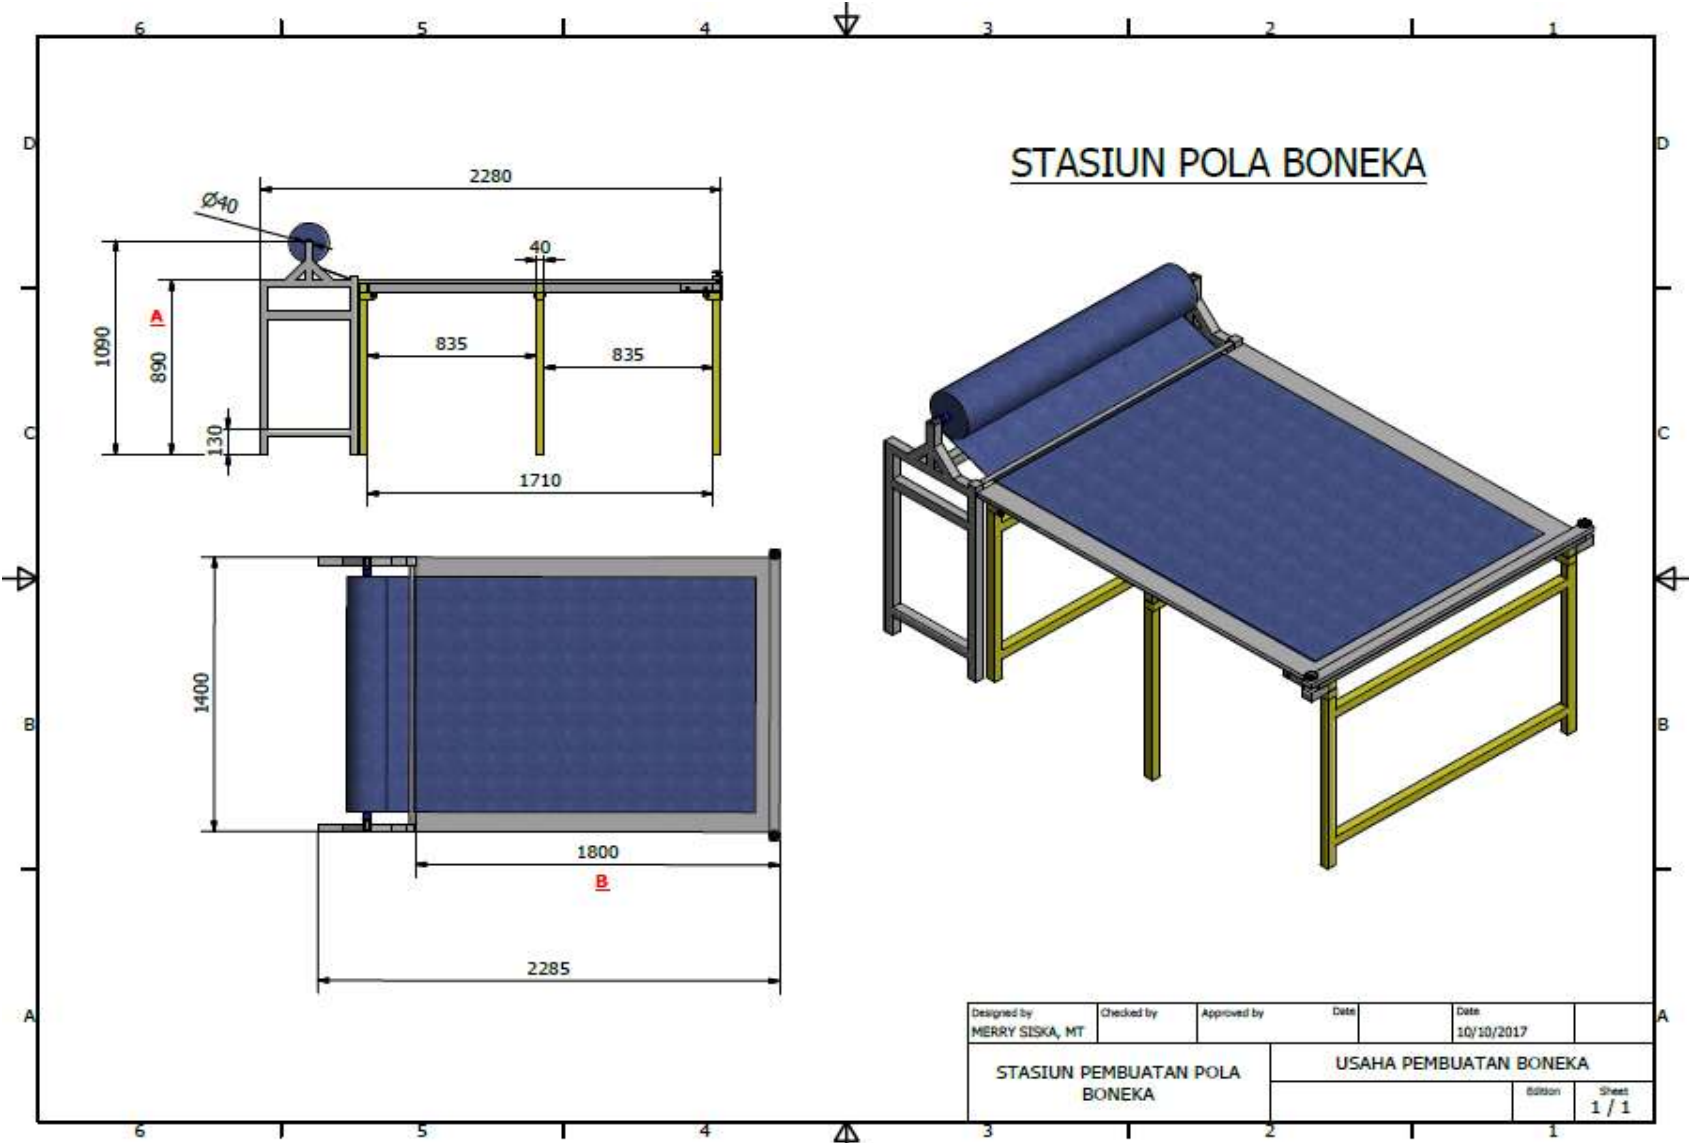 6 5 4 3 2 1
D D
STASIUN POLA BONEKA
2280
Ø40
40
A
1090
890
835
835
130
C C
1710
1400
B B
1800
B
2285
A A
Designed by Checked by Approved by Date Date
MERRY SISKA, MT 10/10/2017
STASIUN PEMBUATAN POLA
BONEKA
USAHA PEMBUATAN BONEKA
Edition Sheet
1 / 1
6 5 4 3 2 1